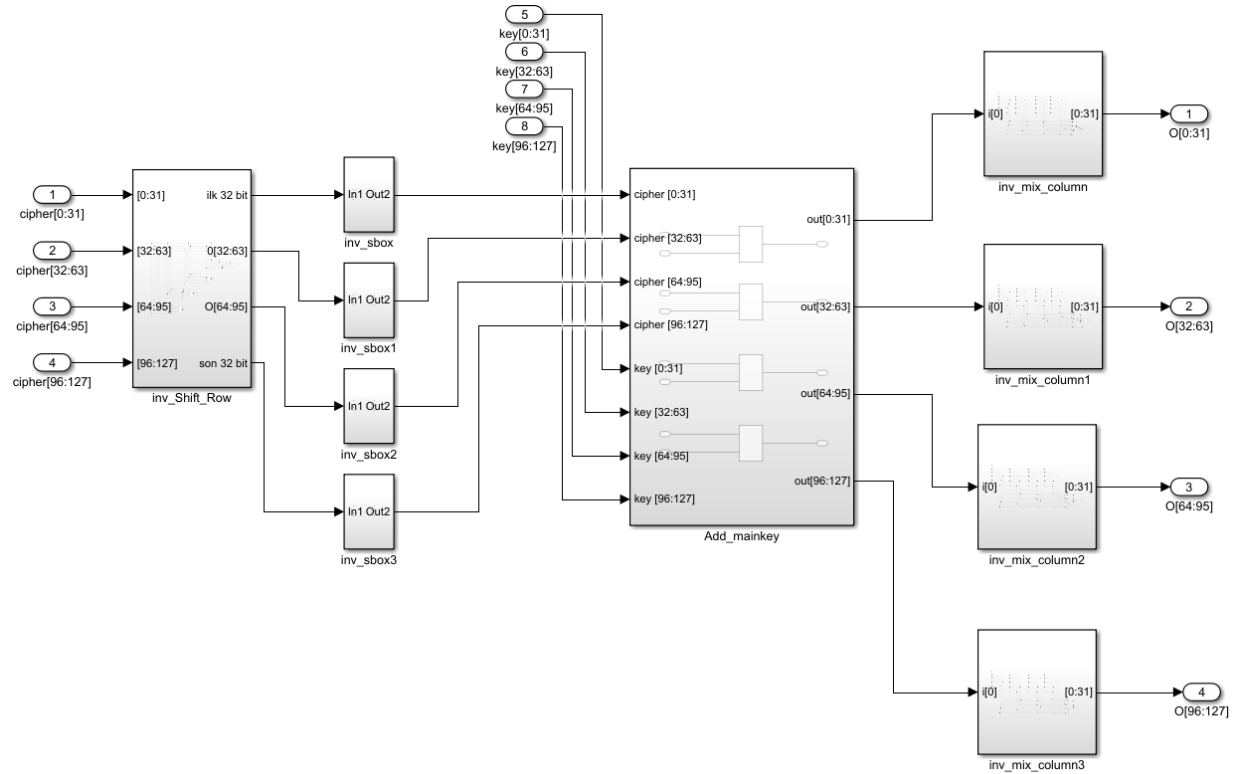 5
key[0:31]
6
key[32:63]
7
key[64:95]
8
key[96:127]
1
cipher[0:31]
2
cipher[32:63]
3
cipher[64:95]
4
cipher[96:127]
[0:31]
ilk 32 bit
[32:63]
0[32:63]
[64:95]
O[64:95]
[96:127]
son 32 bit
inv_Shift_Row
In1 Out2
inv_sbox
In1 Out2
inv_sbox1
In1 Out2
inv_sbox2
In1 Out2
inv_sbox3
cipher [0:31]
cipher [32:63]
cipher [64:95]
cipher [96:127]
key [0:31]
key [32:63]
key [64:95]
key [96:127]
out[0:31]
out[32:63]
out[64:95]
out[96:127]
Add_mainkey
i[0]
[0:31]
inv_mix_column
1
O[0:31]
i[0]
[0:31]
inv_mix_column1
2
O[32:63]
i[0]
[0:31]
inv_mix_column2
3
O[64:95]
i[0]
[0:31]
inv_mix_column3
4
O[96:127]